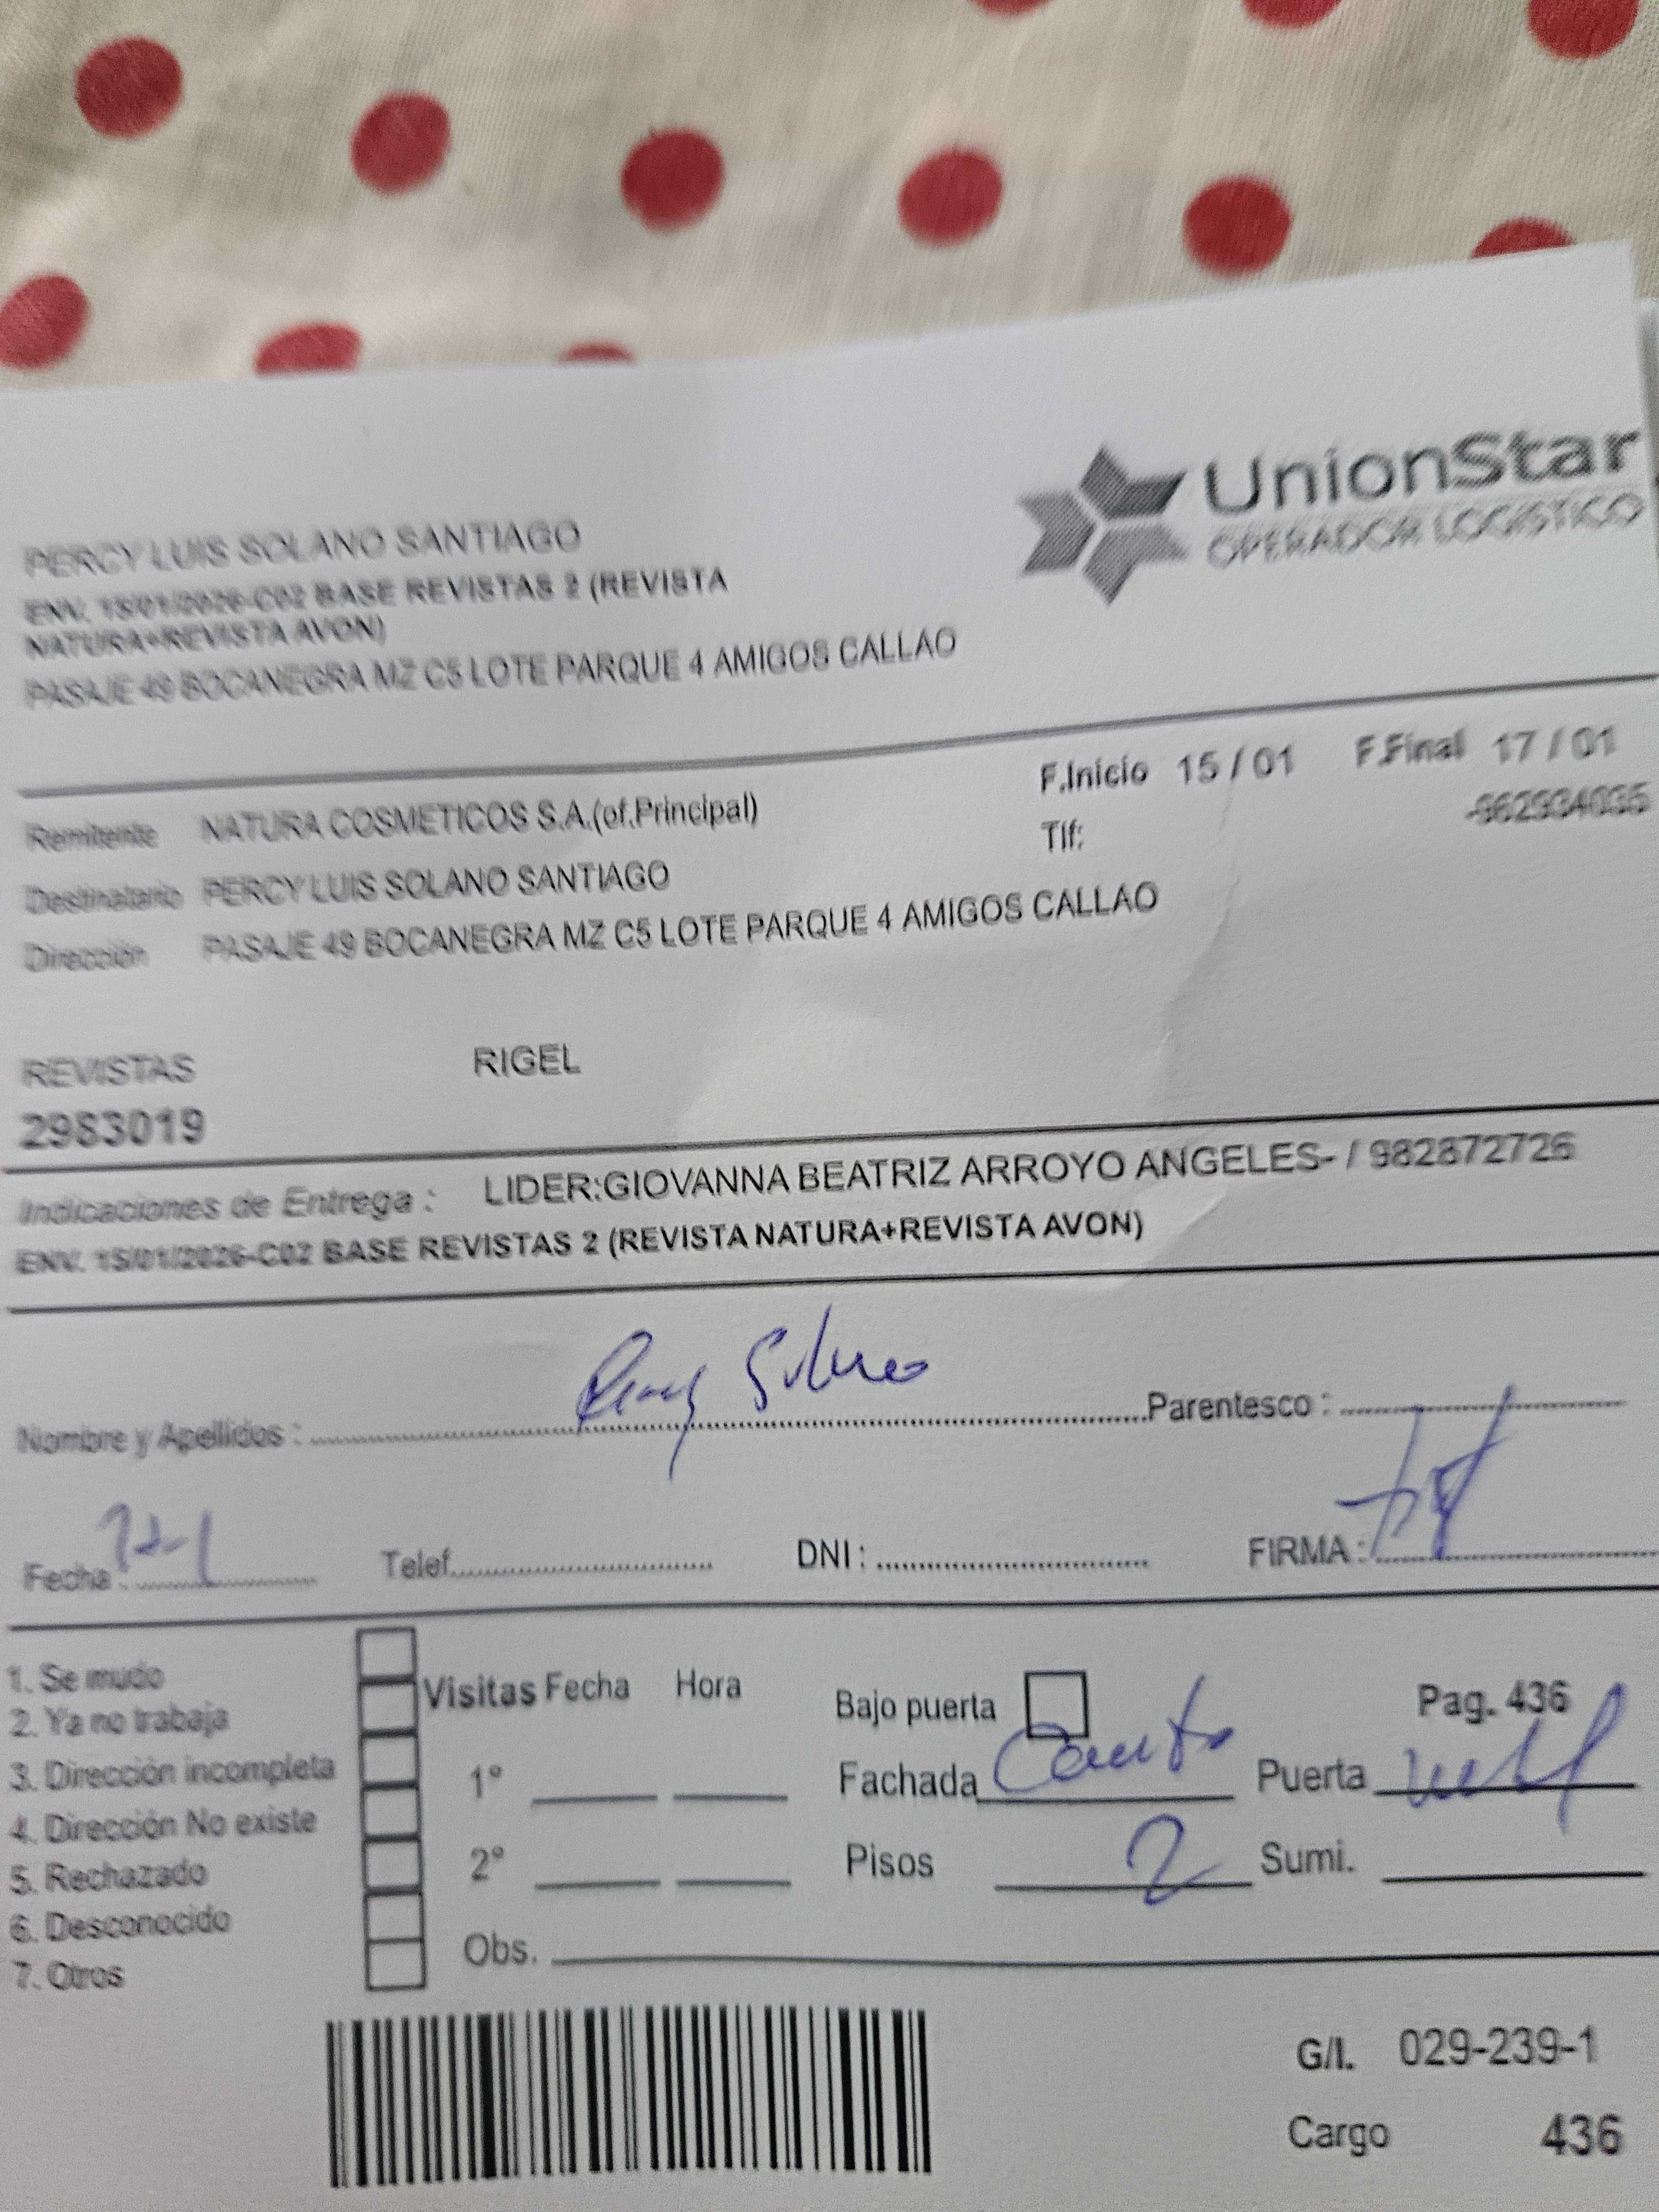 UnionStar
OPERADOR LOGISTICO
PERCY LUIS SOLANO SANTIAGO
ENV. 15/01/2026-C02 BASE REVISTAS 2 (REVISTA
NATURA+REVISTA AVON)
PASAJE 49 BOCANEGRA MZ C5 LOTE PARQUE 4 AMIGOS CALLAO
F.Inicio 15 / 01 F.Final 17 / 01
Remitente NATURA COSMETICOS S.A.(of.Principal) Tlf: -962934035
Destinatario PERCY LUIS SOLANO SANTIAGO
Dirección PASAJE 49 BOCANEGRA MZ C5 LOTE PARQUE 4 AMIGOS CALLAO
REVISTAS RIGEL
2983019
Indicaciones de Entrega : LIDER:GIOVANNA BEATRIZ ARROYO ANGELES- / 982872726
ENV. 15/01/2026-C02 BASE REVISTAS 2 (REVISTA NATURA+REVISTA AVON)
Nombre y Apellidos : Percy Solano Parentesco :
Fecha : Telef. DNI : FIRMA :
1. Se mudo
2. Ya no trabaja
3. Dirección incompleta
4. Dirección No existe
5. Rechazado
6. Desconocido
7. Otros
Visitas Fecha Hora Bajo puerta Pag. 436
1° Fachada Puerta
2° Pisos 2 Sumi.
Obs.
G/I. 029-239-1
Cargo 436